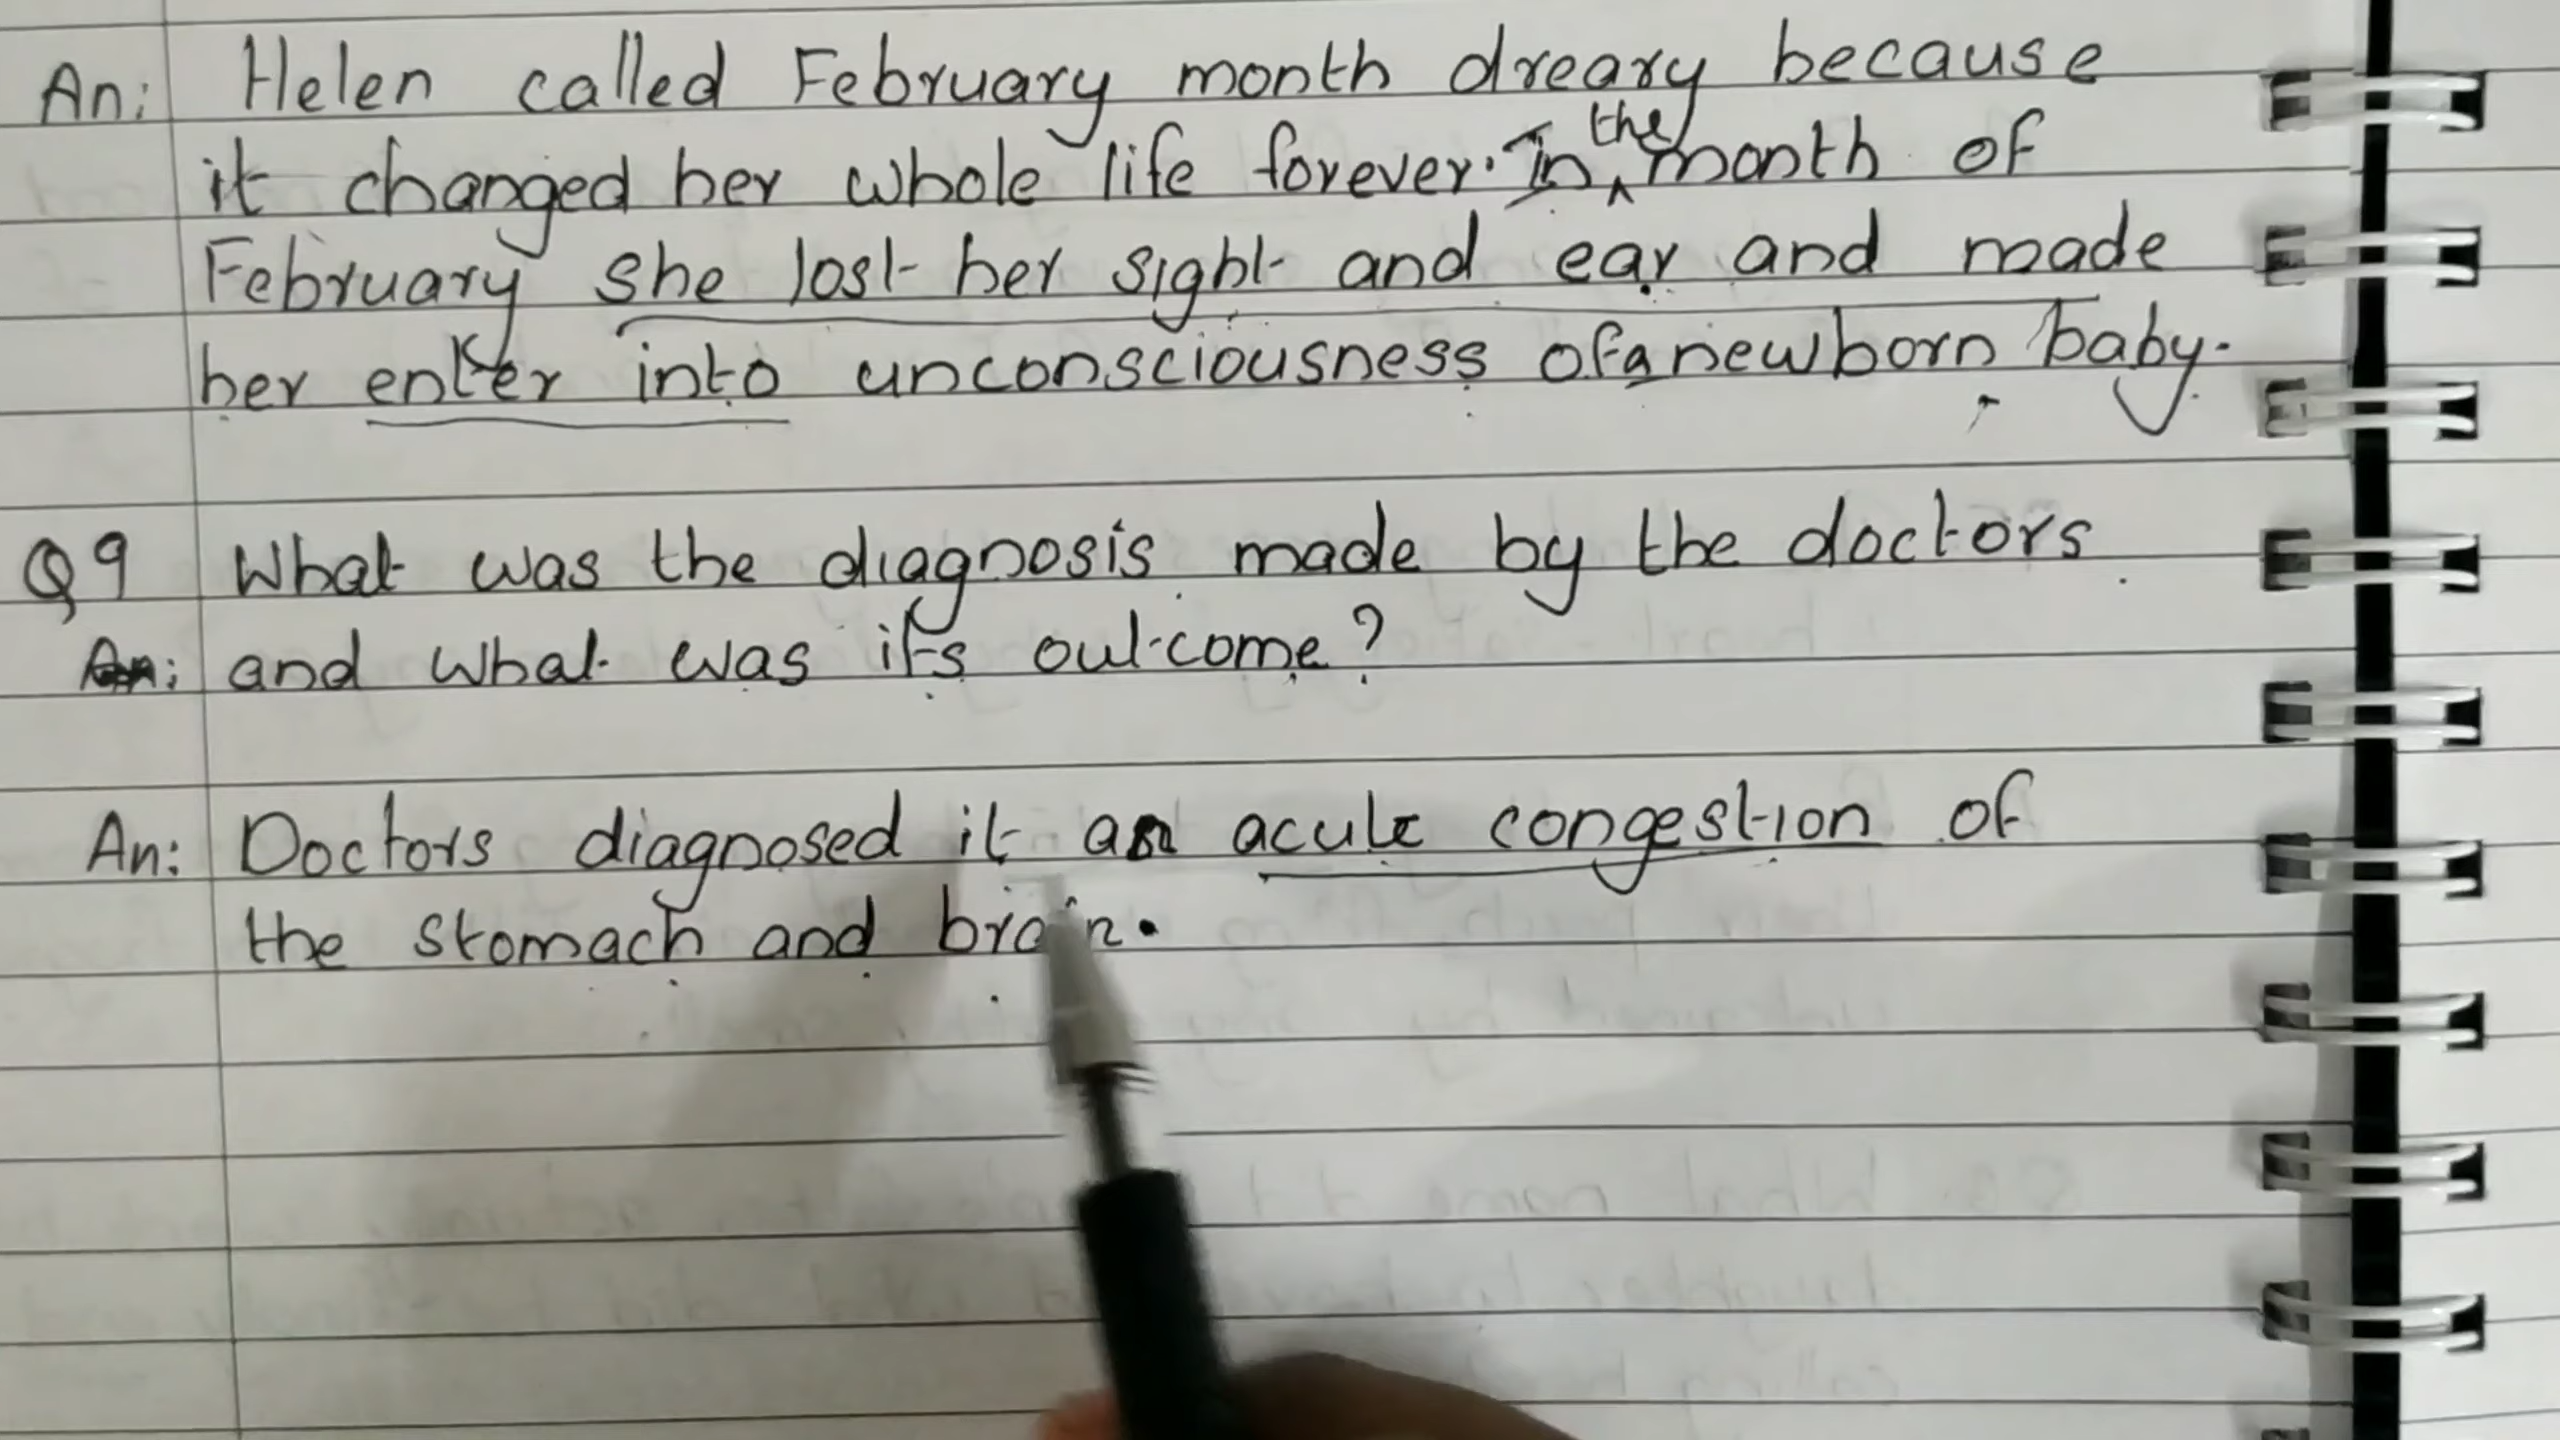 An: Helen called February month dreary because
it changed her whole life forever. In the month of
February she lost her sight and ear and made
her enter into unconsciousness of a newborn baby.
Q9 What was the diagnosis made by the doctors
and what was its outcome?
An: Doctors diagnosed it an acute congestion of
the stomach and brain.